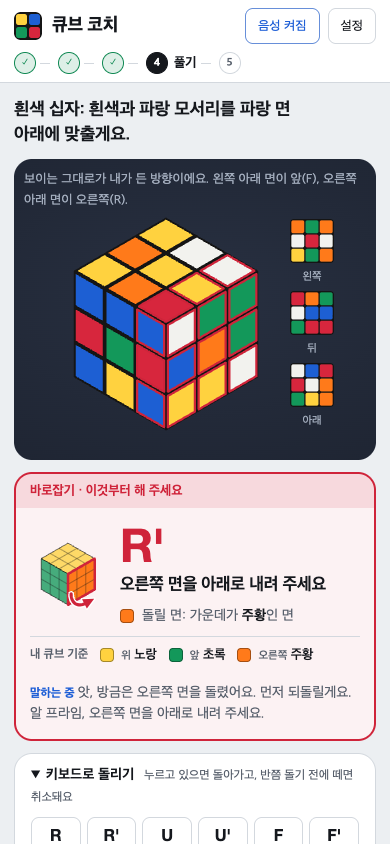 큐브 코치
음성 켜짐
설정
✓ ✓ ✓ 4 풀기 5
흰색 십자: 흰색과 파랑 모서리를 파랑 면
아래에 맞출게요.
보이는 그대로가 내가 든 방향이에요. 왼쪽 아래 면이 앞(F), 오른쪽
아래 면이 오른쪽(R).
왼쪽
뒤
아래
바로잡기 · 이것부터 해 주세요
R'
오른쪽 면을 아래로 내려 주세요
돌릴 면: 가운데가 주황인 면
내 큐브 기준 위 노랑 앞 초록 오른쪽 주황
말하는 중 앗, 방금은 오른쪽 면을 돌렸어요. 먼저 되돌릴게요.
알 프라임, 오른쪽 면을 아래로 내려 주세요.
▼ 키보드로 돌리기 누르고 있으면 돌아가고, 반쯤 돌기 전에 떼면
취소돼요
R R' U U' F F'